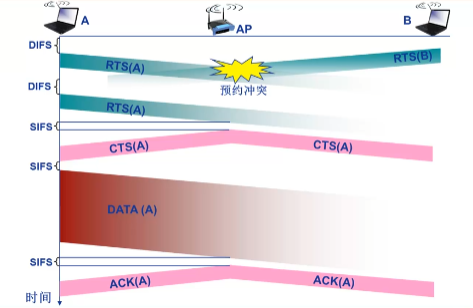 A
AP
B
DIFS
RTS(A)
RTS(B)
预约冲突
DIFS
RTS(A)
SIFS
CTS(A)
CTS(A)
SIFS
DATA (A)
SIFS
ACK(A)
ACK(A)
时间